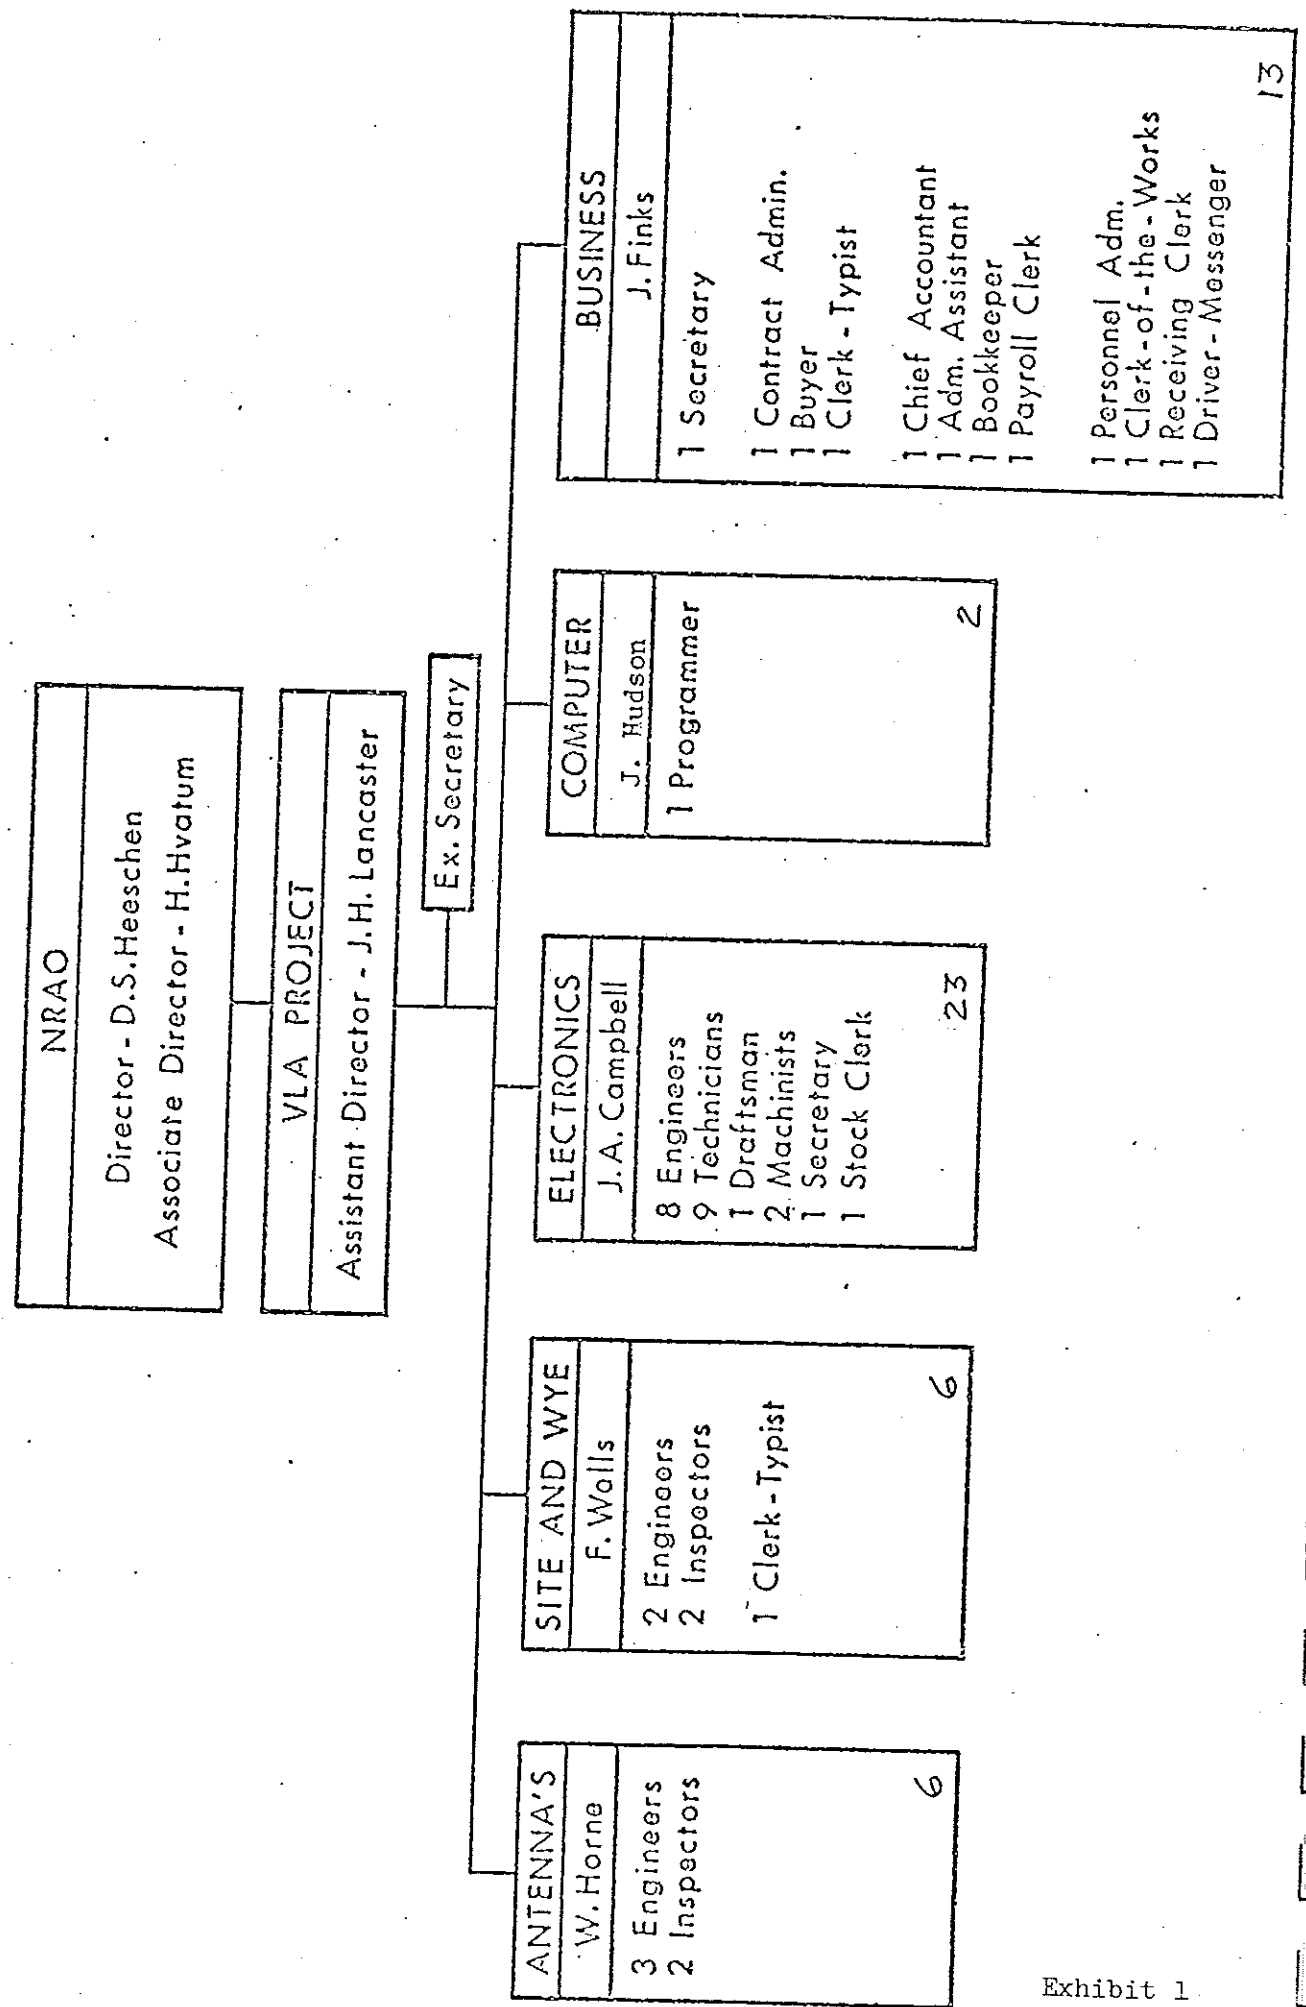 NRAO
Director - D.S.Heeschen
Associate Director - H.Hvatum
VLA PROJECT
Assistant Director - J.H. Lancaster
Ex. Secretary
ANTENNA'S
W. Horne
3 Engineers
2 Inspectors
6
SITE AND WYE
F. Walls
2 Engineers
2 Inspectors
1 Clerk-Typist
6
ELECTRONICS
J.A. Campbell
8 Engineers
9 Technicians
1 Draftsman
2 Machinists
1 Secretary
1 Stock Clerk
23
COMPUTER
J. Hudson
1 Programmer
2
BUSINESS
J. Finks
1 Secretary
1 Contract Admin.
1 Buyer
1 Clerk - Typist
1 Chief Accountant
1 Adm. Assistant
1 Bookkeeper
1 Payroll Clerk
1 Personnel Adm.
1 Clerk-of-the-Works
1 Receiving Clerk
1 Driver-Messenger
13
Exhibit 1